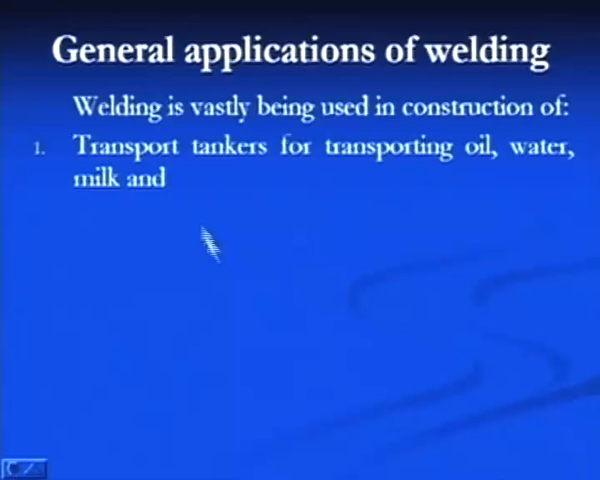 General applications of welding
Welding is vastly being used in construction of:
1. Transport tankers for transporting oil, water,
milk and